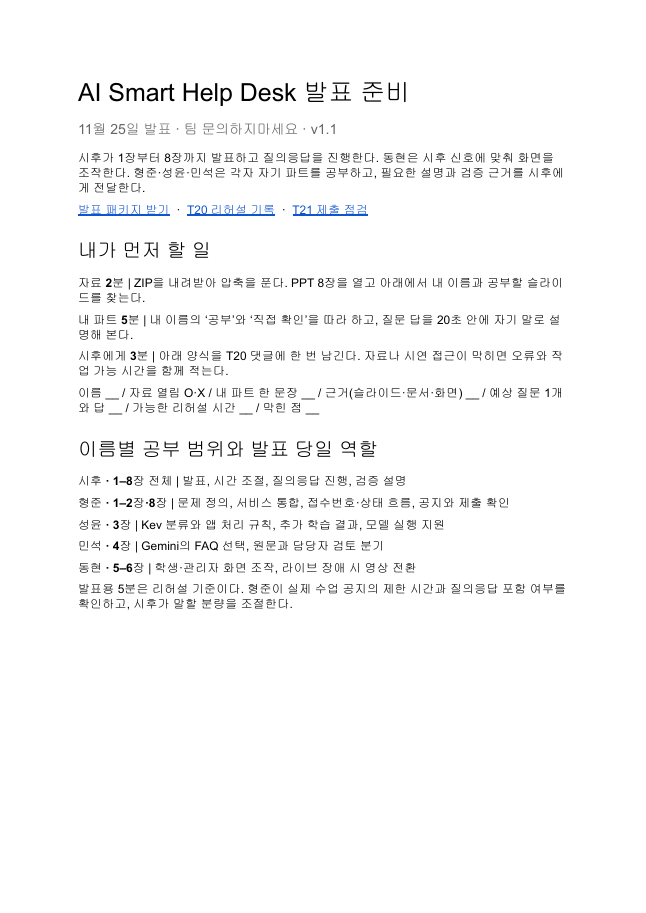 AI Smart Help Desk 발표 준비
11월 25일 발표 · 팀 문의하지마세요 · v1.1
시후가 1장부터 8장까지 발표하고 질의응답을 진행한다. 동현은 시후 신호에 맞춰 화면을
조작한다. 형준·성윤·민석은 각자 자기 파트를 공부하고, 필요한 설명과 검증 근거를 시후에
게 전달한다.
발표 패키지 받기 · T20 리허설 기록 · T21 제출 점검
내가 먼저 할 일
자료 2분 | ZIP을 내려받아 압축을 푼다. PPT 8장을 열고 아래에서 내 이름과 공부할 슬라이
드를 찾는다.
내 파트 5분 | 내 이름의 ‘공부’와 ‘직접 확인’을 따라 하고, 질문 답을 20초 안에 자기 말로 설
명해 본다.
시후에게 3분 | 아래 양식을 T20 댓글에 한 번 남긴다. 자료나 시연 접근이 막히면 오류와 작
업 가능 시간을 함께 적는다.
이름 __ / 자료 열림 O·X / 내 파트 한 문장 __ / 근거(슬라이드·문서·화면) __ / 예상 질문 1개
와 답 __ / 가능한 리허설 시간 __ / 막힌 점 __
이름별 공부 범위와 발표 당일 역할
시후 · 1–8장 전체 | 발표, 시간 조절, 질의응답 진행, 검증 설명
형준 · 1–2장·8장 | 문제 정의, 서비스 통합, 접수번호·상태 흐름, 공지와 제출 확인
성윤 · 3장 | Kev 분류와 앱 처리 규칙, 추가 학습 결과, 모델 실행 지원
민석 · 4장 | Gemini의 FAQ 선택, 원문과 담당자 검토 분기
동현 · 5–6장 | 학생·관리자 화면 조작, 라이브 장애 시 영상 전환
발표용 5분은 리허설 기준이다. 형준이 실제 수업 공지의 제한 시간과 질의응답 포함 여부를
확인하고, 시후가 말할 분량을 조절한다.